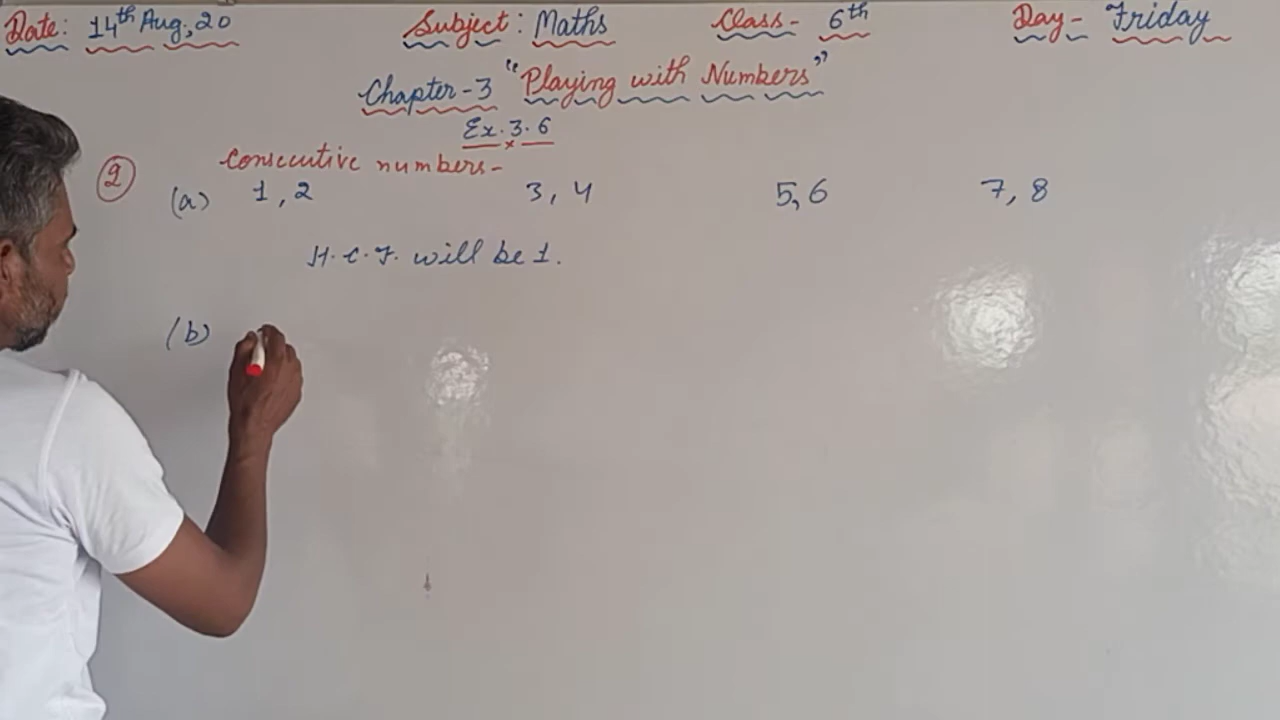 Date: 14th Aug, 20 Subject: Maths Class- 6th Day- Friday
Chapter-3 "Playing with Numbers"
Ex. 3.6
2 Consecutive numbers-
(a) 1, 2 3, 4 5, 6 7, 8
H.C.F. will be 1.
(b)